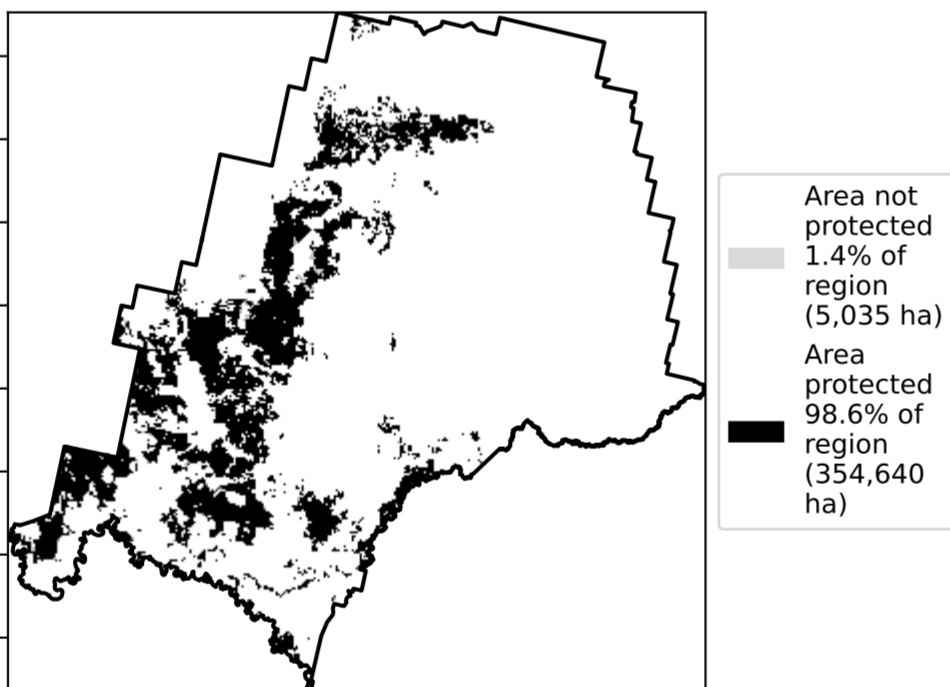 Area not
protected
1.4% of
region
(5,035 ha)
Area
protected
98.6% of
region
(354,640
ha)